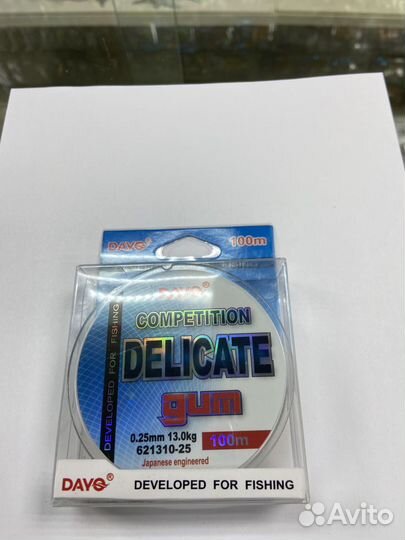 DAYO® 100m
DAYO®
COMPETITION
DELICATE
gum
0.25mm 13.0kg 100m
621310-25
Japanese engineered
DEVELOPED FOR FISHING
DAYO® DEVELOPED FOR FISHING
Avito